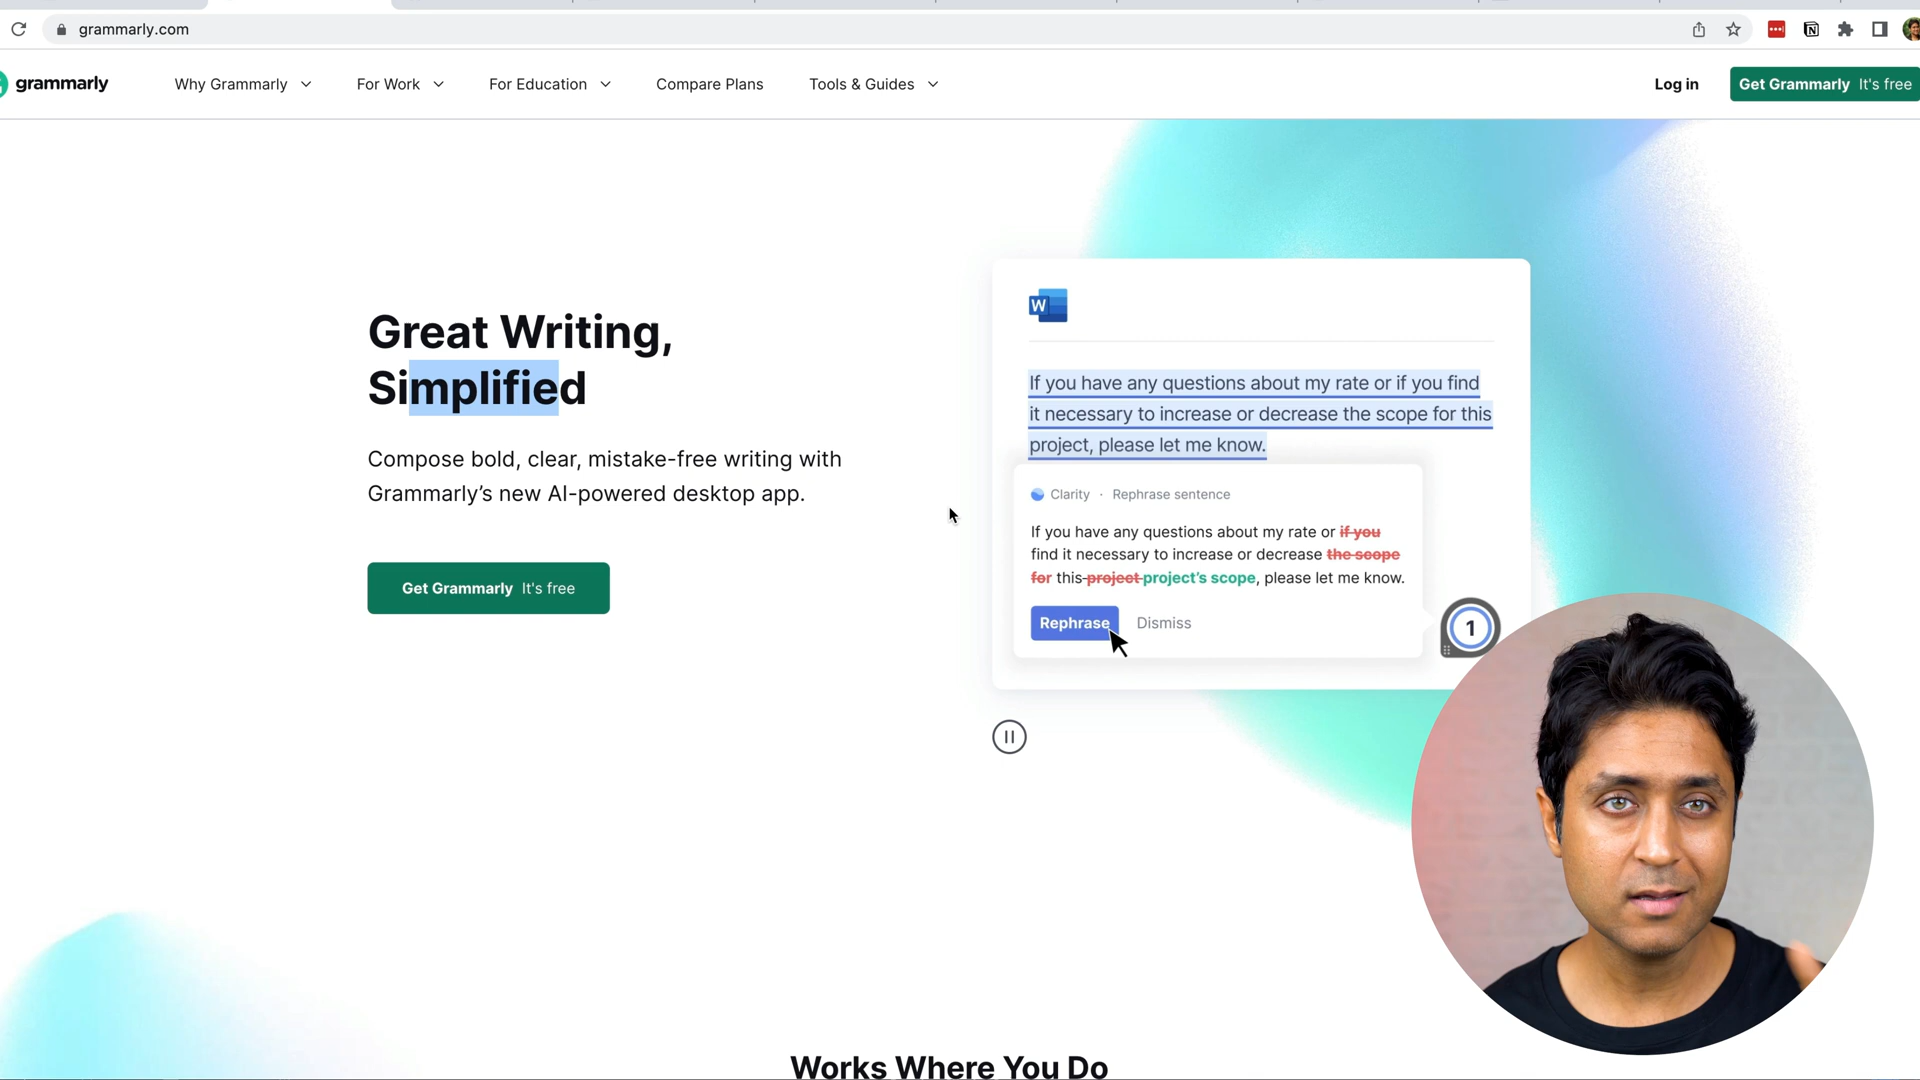 grammarly.com
grammarly Why Grammarly For Work For Education Compare Plans Tools & Guides Log in Get Grammarly It's free
Great Writing,
Simplified
Compose bold, clear, mistake-free writing with
Grammarly's new AI-powered desktop app.
Get Grammarly It's free
W
If you have any questions about my rate or if you find
it necessary to increase or decrease the scope for this
project, please let me know.
Clarity · Rephrase sentence
If you have any questions about my rate or if you
find it necessary to increase or decrease the scope
for this project project's scope, please let me know.
Rephrase Dismiss
1
Works Where You Do